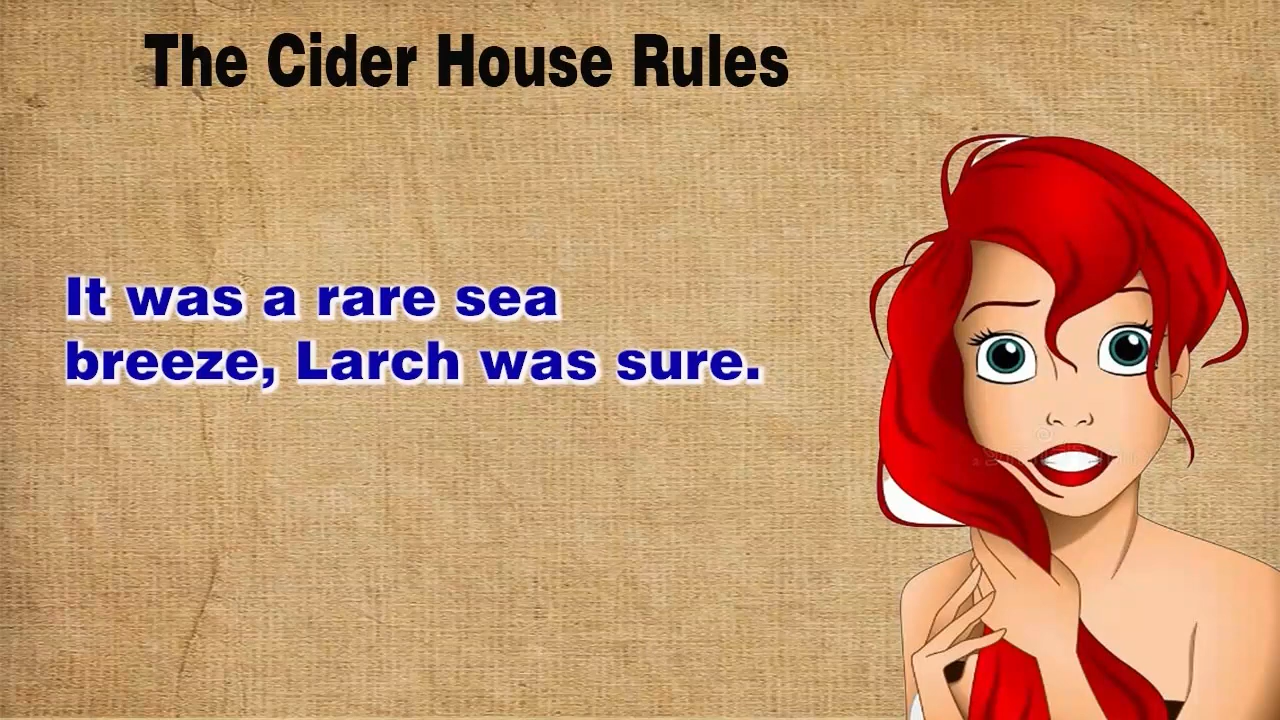 The Cider House Rules
It was a rare sea
breeze, Larch was sure.